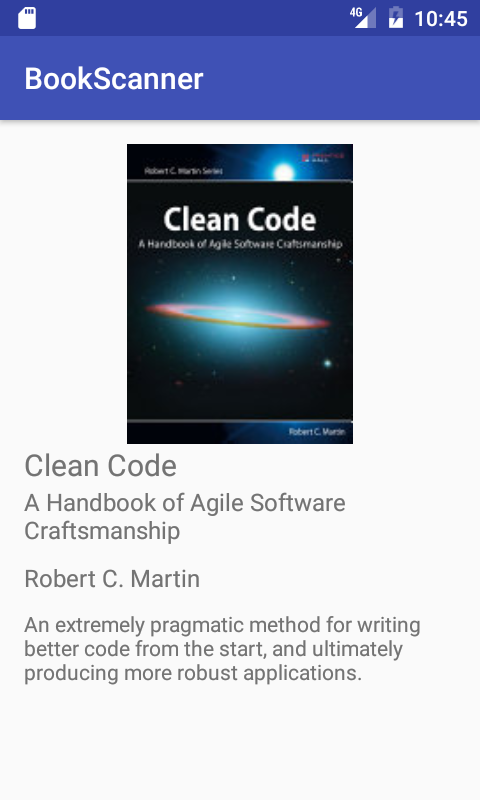 4G 10:45
BookScanner
PRENTICE HALL
Robert C. Martin Series
Clean Code
A Handbook of Agile Software Craftsmanship
Robert C. Martin
Clean Code
A Handbook of Agile Software
Craftsmanship
Robert C. Martin
An extremely pragmatic method for writing
better code from the start, and ultimately
producing more robust applications.